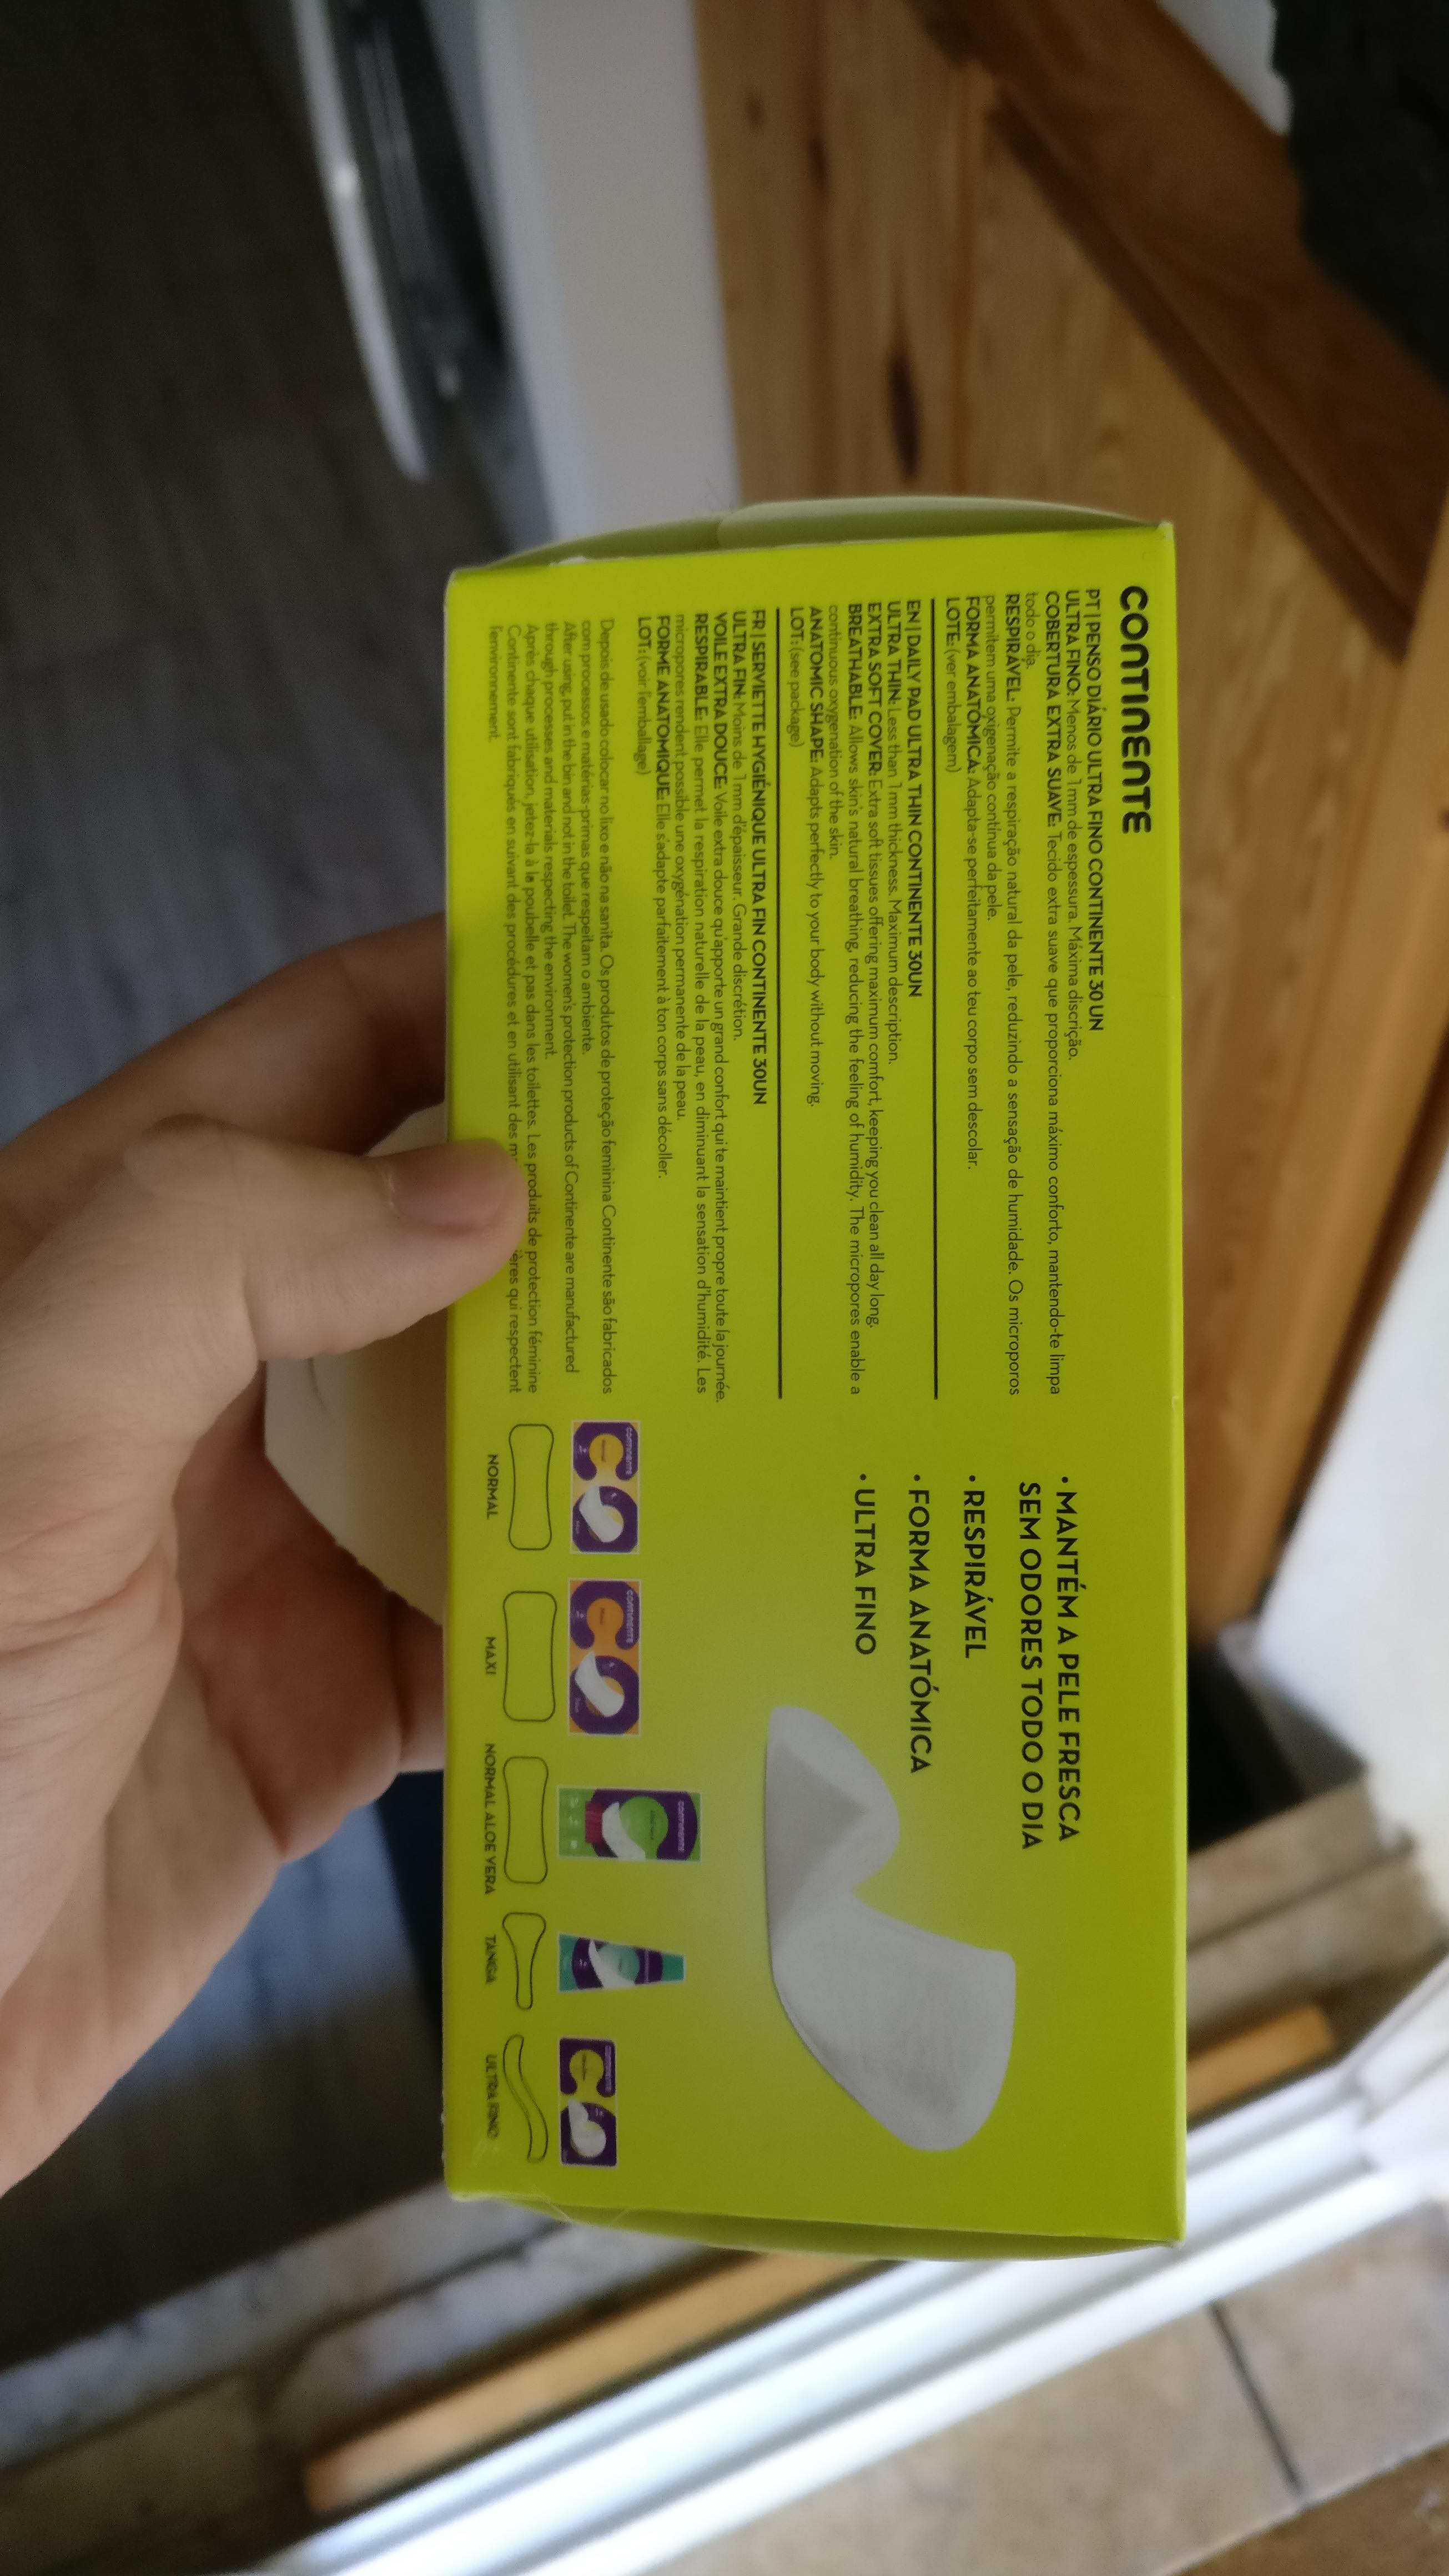 CONTINENTE
PT | PENSO DIÁRIO ULTRA FINO CONTINENTE 30 UN
ULTRA FINO: Menos de 1 mm de espessura. Máxima discrição.
COBERTURA EXTRA SUAVE: Tecido extra suave que proporciona máximo conforto, mantendo-te limpa
todo o dia.
RESPIRÁVEL: Permite a respiração natural da pele, reduzindo a sensação de humidade. Os microporos
permitem uma oxigenação contínua da pele.
FORMA ANATÓMICA: Adapta-se perfeitamente ao teu corpo sem descolar.
LOTE: (ver embalagem)
EN | DAILY PAD ULTRA THIN CONTINENTE 30UN
ULTRA THIN: Less than 1 mm thickness. Maximum description.
EXTRA SOFT COVER: Extra soft tissues offering maximum comfort, keeping you clean all day long.
BREATHABLE: Allows skin's natural breathing, reducing the feeling of humidity. The micropores enable a
continuous oxygenation of the skin.
ANATOMIC SHAPE: Adapts perfectly to your body without moving.
LOT: (see package)
FR | SERVIETTE HYGIÉNIQUE ULTRA FIN CONTINENTE 30UN
ULTRA FIN: Moins de 1 mm d'épaisseur. Grande discrétion.
VOILE EXTRA DOUCE: Voile extra douce qu'apporte un grand confort qui te maintient propre toute la journée.
RESPIRABLE: Elle permet la respiration naturelle de la peau, en diminuant la sensation d'humidité. Les
micropores rendent possible une oxygénation permanente de la peau.
FORME ANATOMIQUE: Elle s'adapte parfaitement à ton corps sans décoller.
LOT: (voir l'emballage)
Depois de usado colocar no lixo e não na sanita. Os produtos de proteção feminina Continente são fabricados
com processos e matérias-primas que respeitam o ambiente.
After using, put in the bin and not in the toilet. The women's protection products of Continente are manufactured
through processes and materials respecting the environment.
Après chaque utilisation, jetez-la à la poubelle et pas dans les toilettes. Les produits de protection féminine
Continente sont fabriqués en suivant des procédures et en utilisant des qui respectent
l'environnement.
• MANTÉM A PELE FRESCA
SEM ODORES TODO O DIA
• RESPIRÁVEL
• FORMA ANATÓMICA
• ULTRA FINO
CONTINENTE
CONTINENTE
CONTINENTE
NORMAL
MAXI
NORMAL ALOE VERA
TANGA
ULTRA FINO